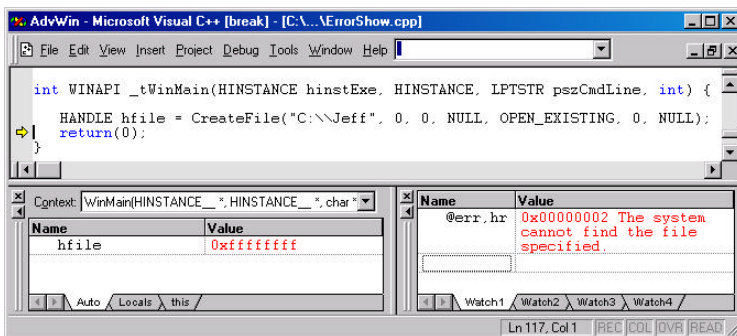 AdvWin - Microsoft Visual C++ [break] - [C:\...\ErrorShow.cpp]
File Edit View Insert Project Debug Tools Window Help
int WINAPI _tWinMain(HINSTANCE hinstExe, HINSTANCE, LPTSTR pszCmdLine, int) {
HANDLE hfile = CreateFile("C:\\Jeff", 0, 0, NULL, OPEN_EXISTING, 0, NULL);
return(0);
}
Context: WinMain(HINSTANCE__ *, HINSTANCE__ *, char *
Name Value
hfile 0xffffffff
Auto Locals this
Name Value
@err,hr 0x00000002 The system
cannot find the file
specified.
Watch1 Watch2 Watch3 Watch4
Ln 117, Col 1 REC COL OVR READ